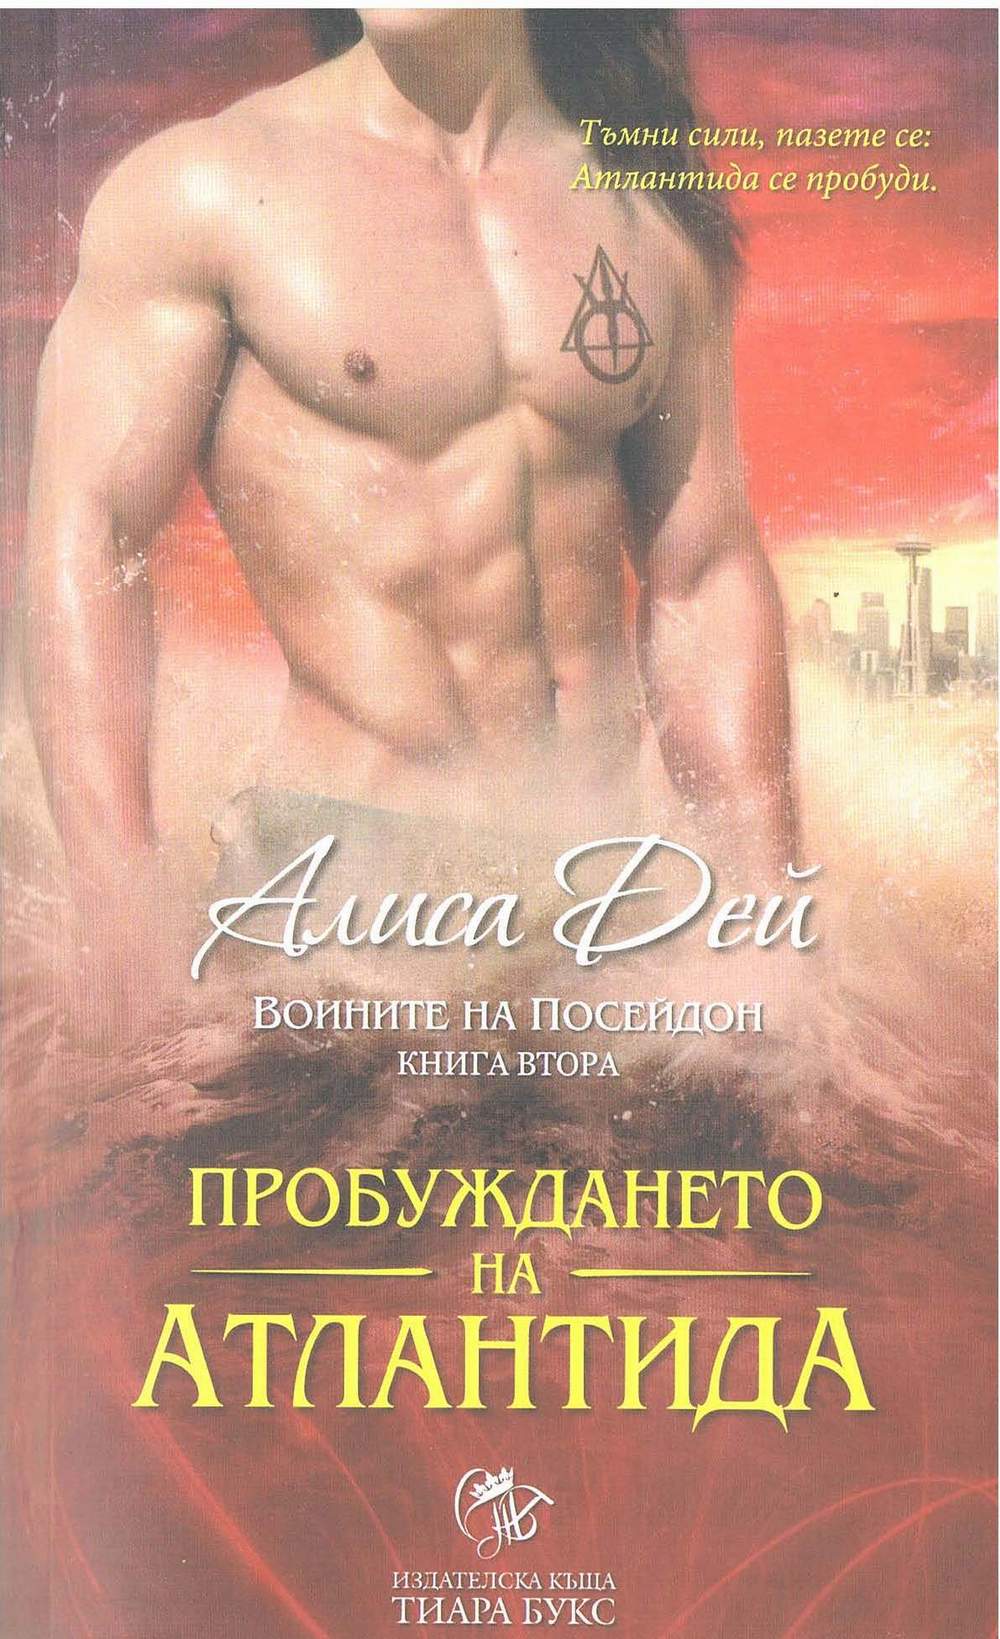 Тъмни сили, пазете се:
Атлантида се пробуди.
Алиса Дей
Воините на Посейдон
книга втора
ПРОБУЖДАНЕТО
НА
АТЛАНТИДА
ИЗДАТЕЛСКА КЪЩА
ТИАРА БУКС